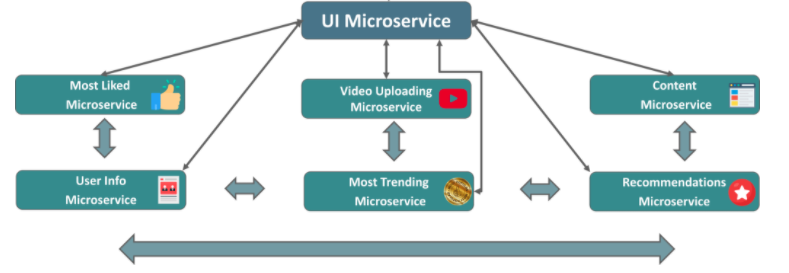 UI Microservice
Most Liked
Microservice
Video Uploading
Microservice
Content
Microservice
User Info
Microservice
Most Trending
Microservice
Recommendations
Microservice